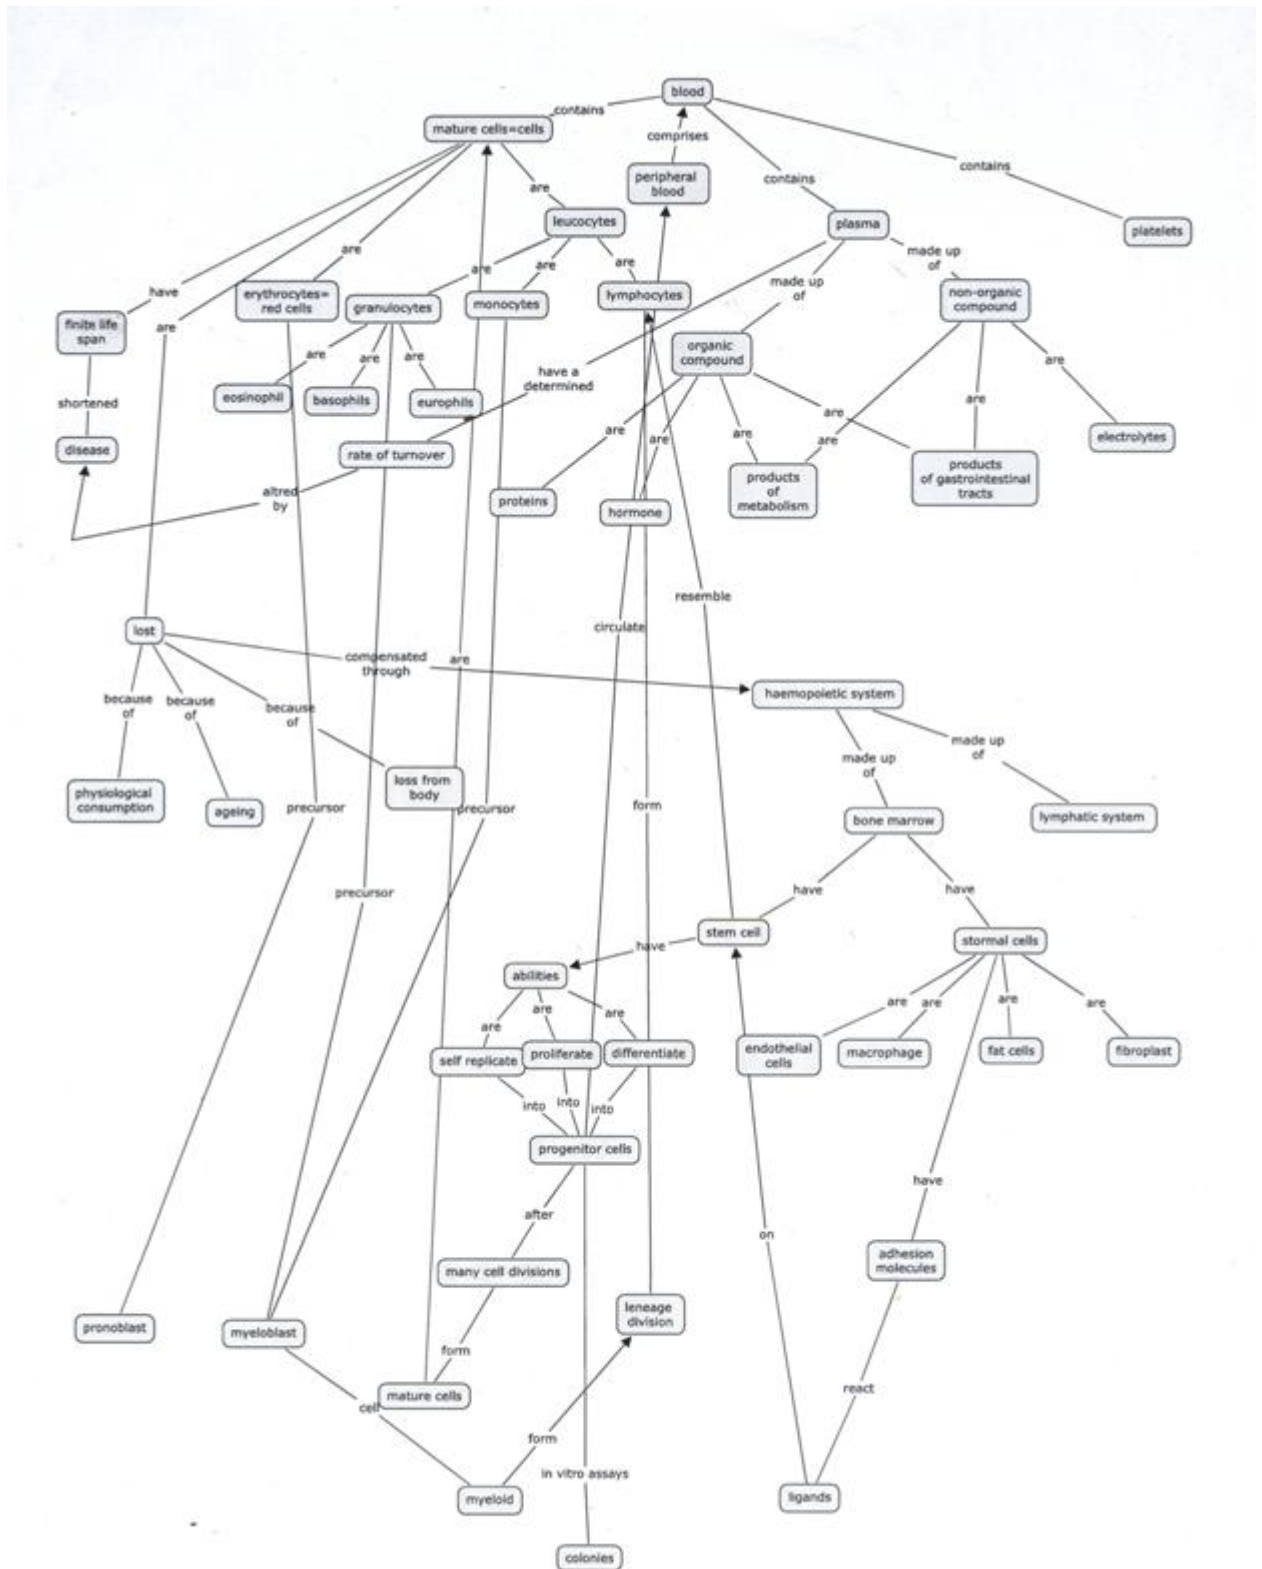 blood
contains
mature cells=cells
comprises
peripheral
blood
contains
contains
are
leucocytes
plasma
platelets
are
made up
of
are
are
are
made up
of
have
erythrocytes=
red cells
granulocytes
monocytes
lymphocytes
non-organic
compound
finite life
span
are
organic
compound
are
are
are
have a
determined
are
shortened
eosinophil
basophils
europhils
are
are
are
are
are
are
electrolytes
disease
rate of turnover
products
of
metabolism
products
of gastrointestinal
tracts
altred
by
proteins
hormone
resemble
lost
circulate
compensated
through
are
haemopoietic system
because
of
because
of
because
of
made up
of
made up
of
physiological
consumption
ageing
loss from
body
precursor
precursor
form
bone marrow
lymphatic system
precursor
have
have
stem cell
stormal cells
have
abilities
are
are
are
are
are
are
are
self replicate
proliferate
differentiate
endothelial
cells
macrophage
fat cells
fibroplast
into
into
into
progenitor cells
have
after
on
adhesion
molecules
many cell divisions
pronoblast
myeloblast
leneage
division
form
mature cells
react
cell
form
in vitro assays
myeloid
ligands
colonies